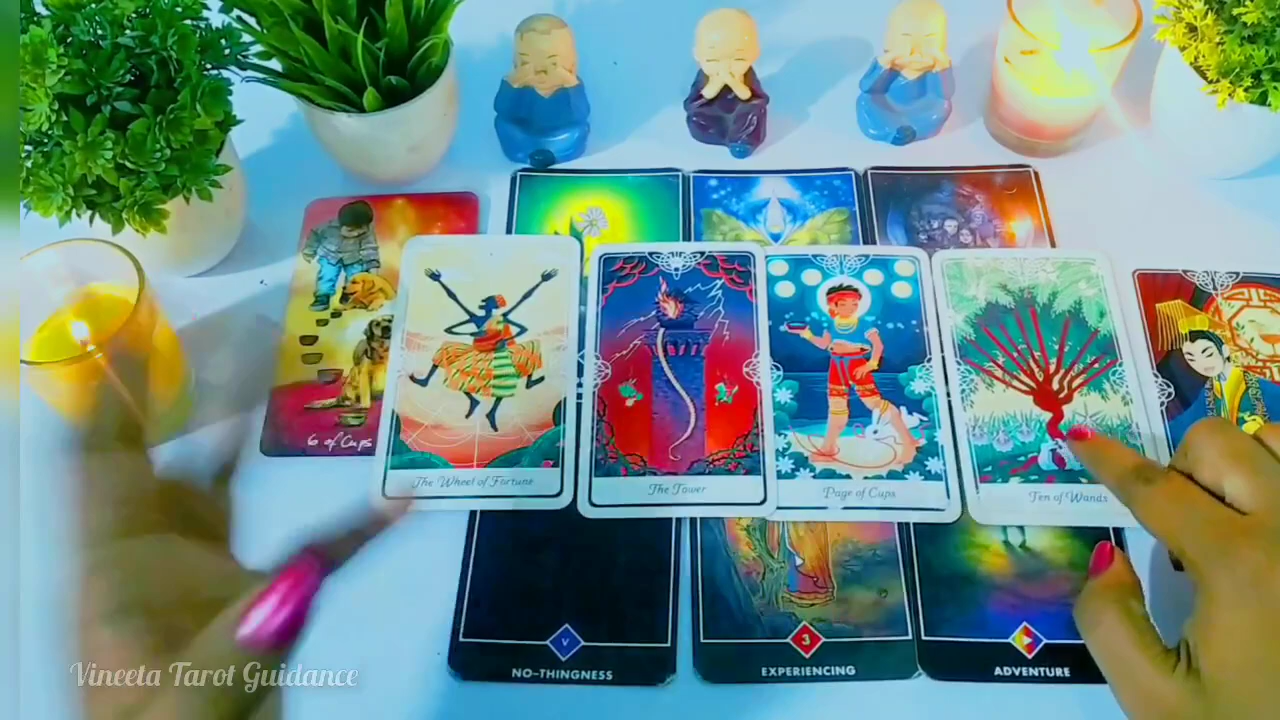 6 of Cups
The Wheel of Fortune
The Tower
Page of Cups
Ten of Wands
V
NO-THINGNESS
3
EXPERIENCING
ADVENTURE
Vineeta Tarot Guidance